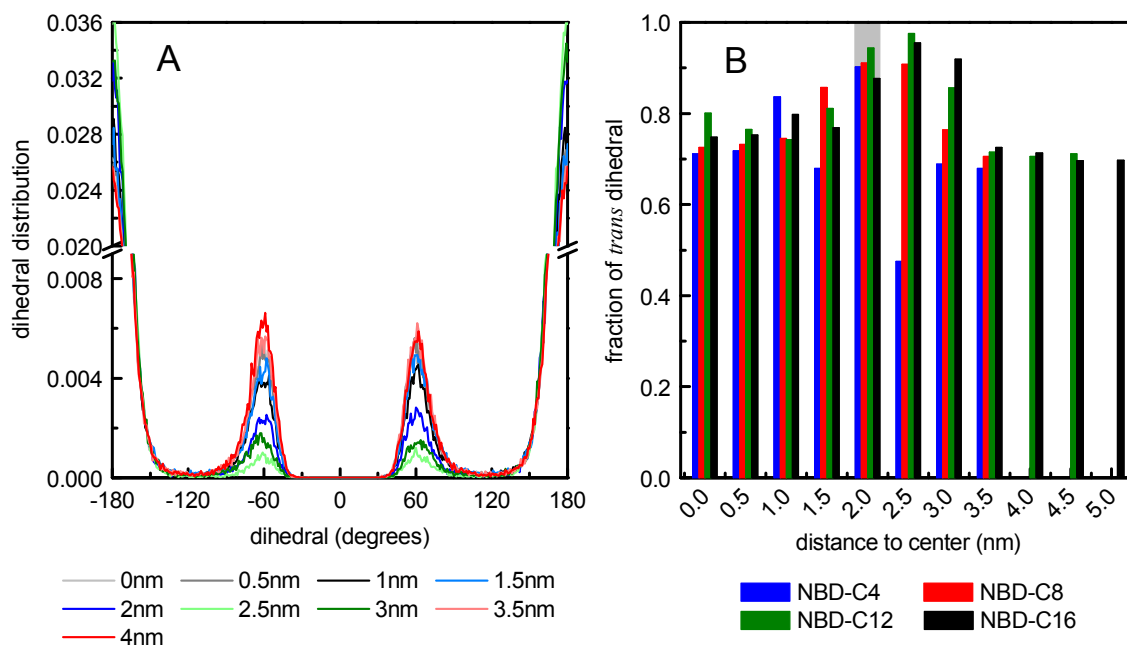 A
dihedral distribution
0.036
0.032
0.028
0.024
0.020
0.008
0.004
0.000
-180 -120 -60 0 60 120 180
dihedral (degrees)
0nm 0.5nm 1nm 1.5nm
2nm 2.5nm 3nm 3.5nm
4nm
B
fraction of trans dihedral
1.0
0.8
0.6
0.4
0.2
0.0
0.0 0.5 1.0 1.5 2.0 2.5 3.0 3.5 4.0 4.5 5.0
distance to center (nm)
NBD-C4 NBD-C8
NBD-C12 NBD-C16